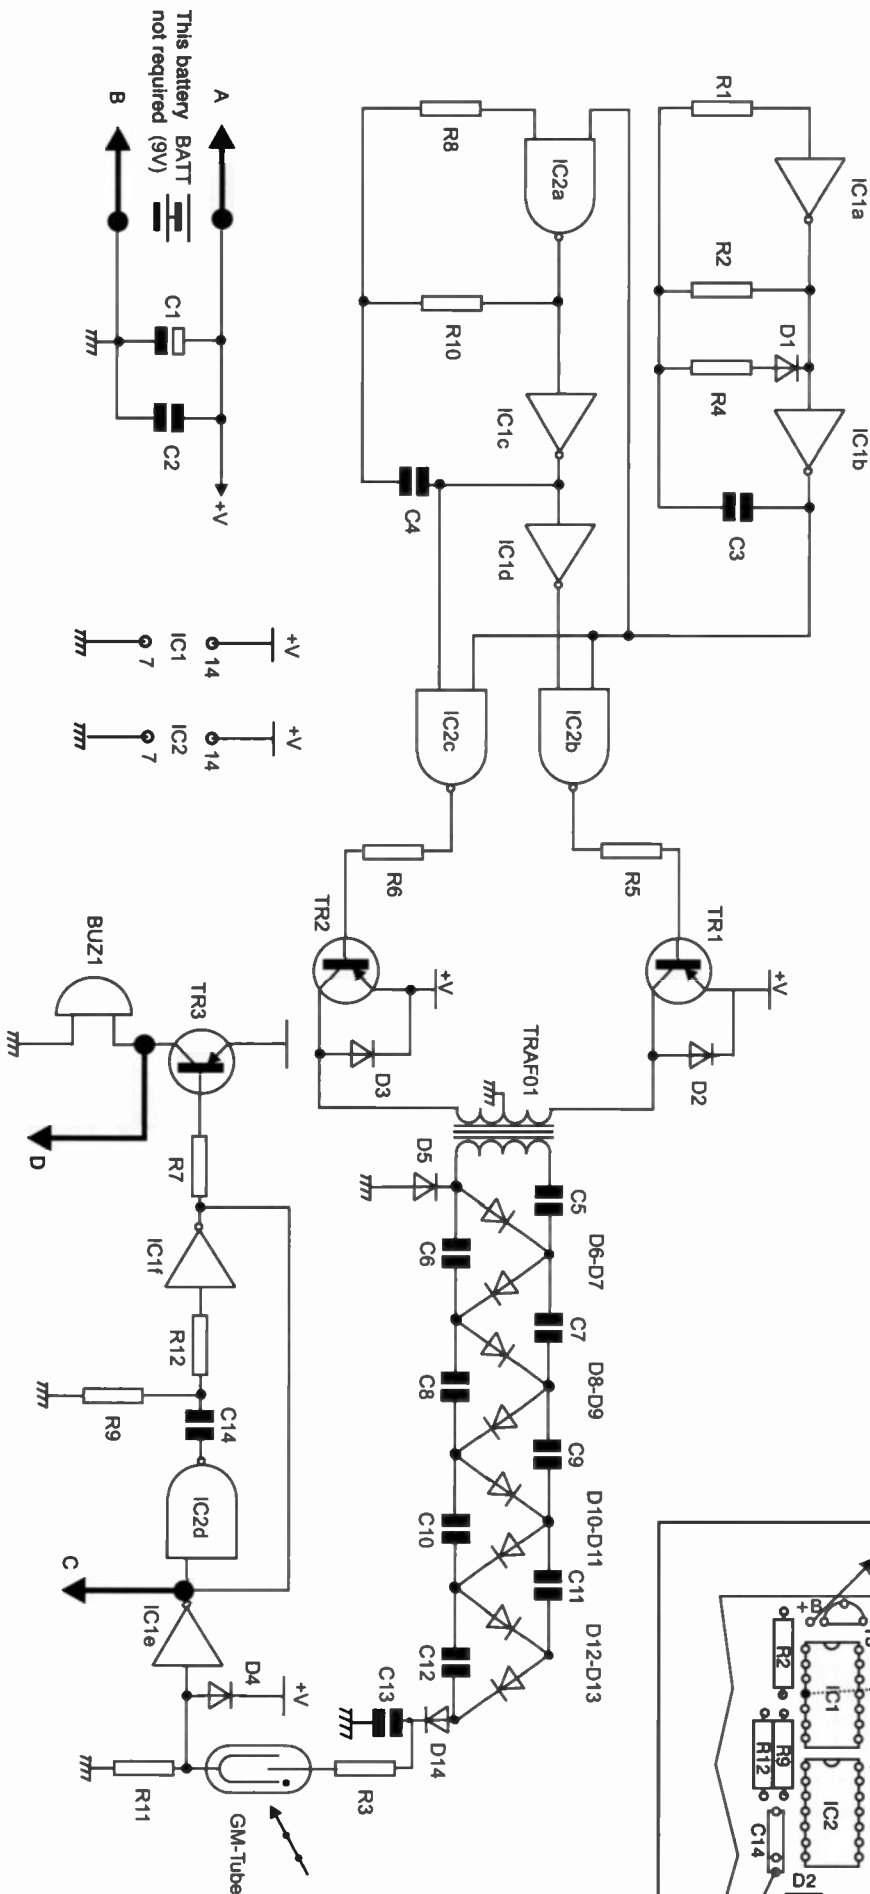 This battery
not required
BATT
(9V)
A
B
C1
C2
+V
R1
IC1a
R2
D1
R4
IC1b
C3
R8
IC2a
R10
IC1c
C4
IC1d
IC2b
IC2c
R5
R6
TR1
TR2
+V
+V
D2
D3
TRAF01
D5
C5
D6-D7
C6
C7
D8-D9
C8
C9
D10-D11
C10
C11
D12-D13
C12
C13
D14
R3
GM-Tube
R11
D4
+V
IC1e
C
IC2d
C14
R9
R12
IC1f
R7
TR3
D
BUZ1
+V
14
IC1
7
+V
14
IC2
7
+B
R2
IC1
R12
R9
IC2
C14
D2